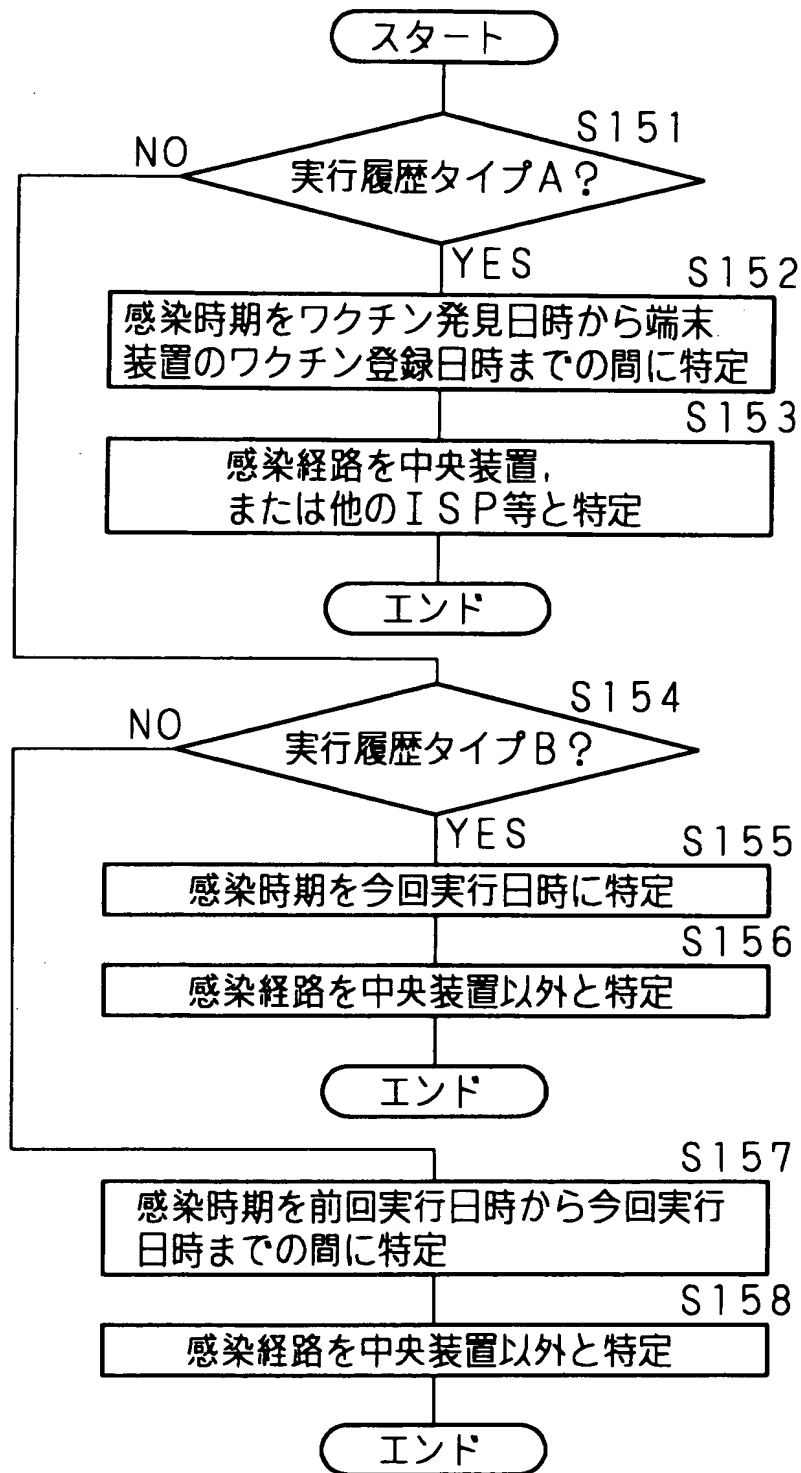 スタート
S151
NO
実行履歴タイプA?
YES
S152
感染時期をワクチン発見日時から端末
装置のワクチン登録日時までの間に特定
S153
感染経路を中央装置,
または他のISP等と特定
エンド
S154
NO
実行履歴タイプB?
YES
S155
感染時期を今回実行日時に特定
S156
感染経路を中央装置以外と特定
エンド
S157
感染時期を前回実行日時から今回実行
日時までの間に特定
S158
感染経路を中央装置以外と特定
エンド